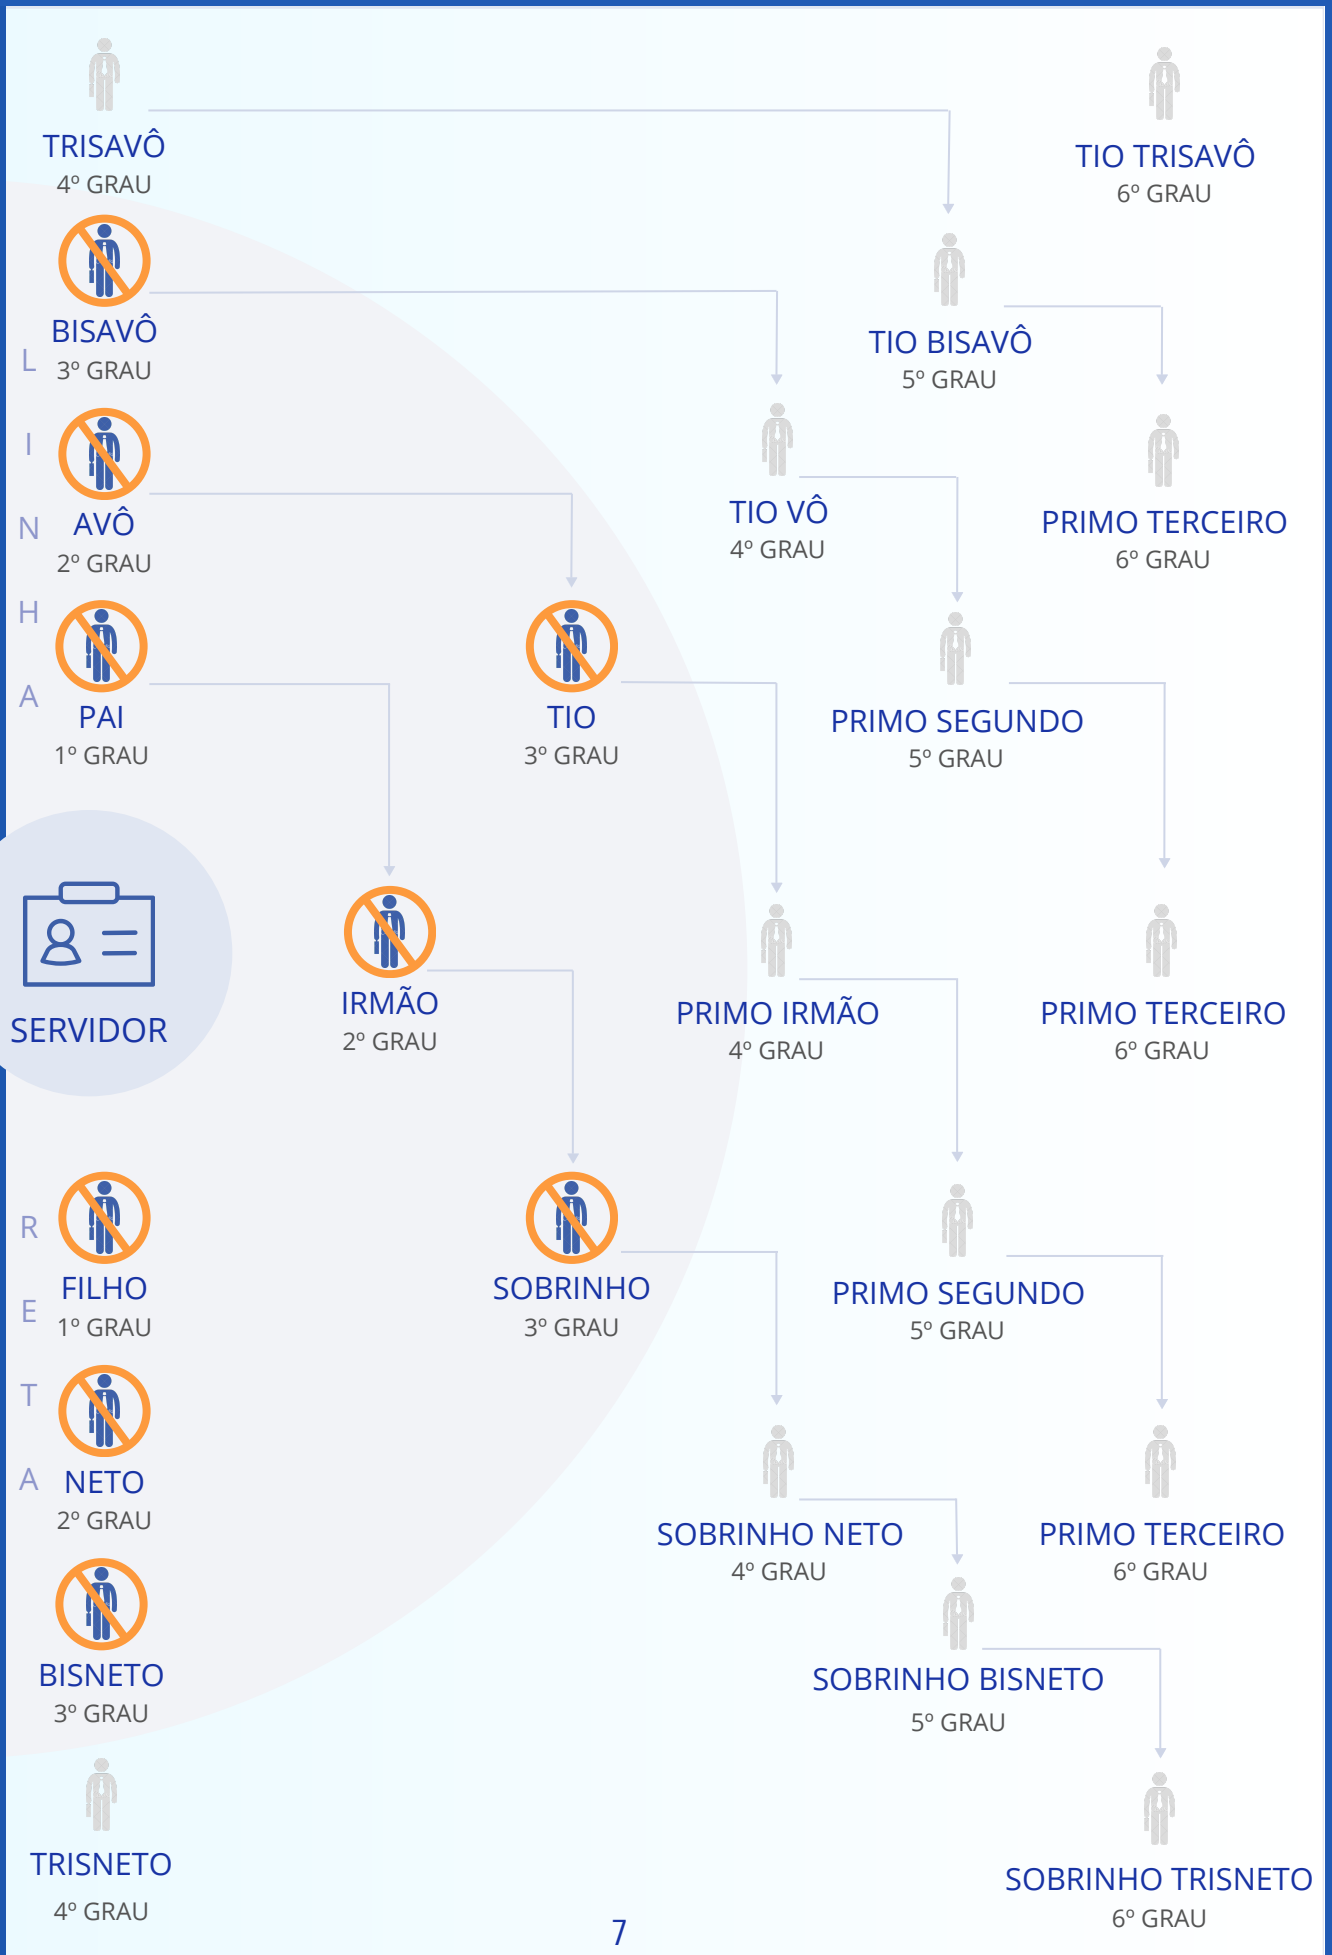 TRISAVÔ
4º GRAU
TIO TRISAVÔ
6º GRAU
BISAVÔ
3º GRAU
TIO BISAVÔ
5º GRAU
LINHA
AVÔ
2º GRAU
TIO VÔ
4º GRAU
PRIMO TERCEIRO
6º GRAU
PAI
1º GRAU
TIO
3º GRAU
PRIMO SEGUNDO
5º GRAU
SERVIDOR
IRMÃO
2º GRAU
PRIMO IRMÃO
4º GRAU
PRIMO TERCEIRO
6º GRAU
RETA
FILHO
1º GRAU
SOBRINHO
3º GRAU
PRIMO SEGUNDO
5º GRAU
NETO
2º GRAU
SOBRINHO NETO
4º GRAU
PRIMO TERCEIRO
6º GRAU
BISNETO
3º GRAU
SOBRINHO BISNETO
5º GRAU
TRISNETO
4º GRAU
SOBRINHO TRISNETO
6º GRAU
7